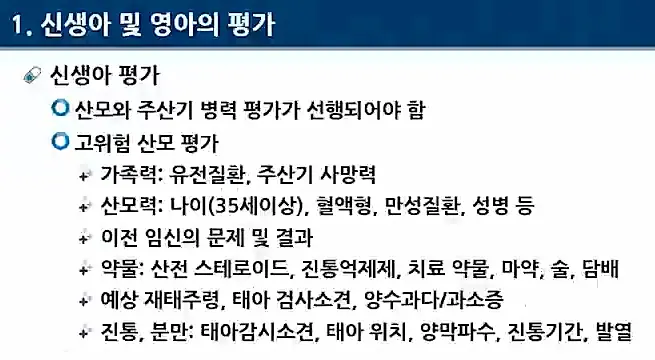 1. 신생아 및 영아의 평가
신생아 평가
산모와 주산기 병력 평가가 선행되어야 함
고위험 산모 평가
가족력: 유전질환, 주산기 사망력
산모력: 나이(35세이상), 혈액형, 만성질환, 성병 등
이전 임신의 문제 및 결과
약물: 산전 스테로이드, 진통억제제, 치료 약물, 마약, 술, 담배
예상 재태주령, 태아 검사소견, 양수과다/과소증
진통, 분만: 태아감시소견, 태아 위치, 양막파수, 진통기간, 발열